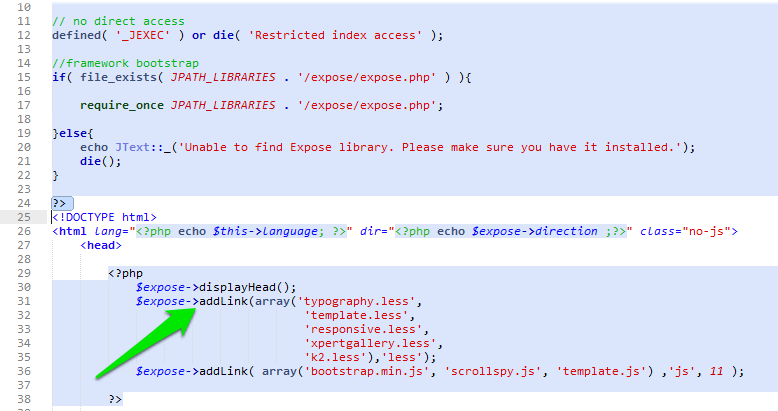 10
11 // no direct access
12 defined( '_JEXEC' ) or die( 'Restricted index access' );
13
14 //framework bootstrap
15 if( file_exists( JPATH_LIBRARIES . '/expose/expose.php' ) ){
16
17 require_once JPATH_LIBRARIES . '/expose/expose.php';
18
19 }else{
20 echo JText::_('Unable to find Expose library. Please make sure you have it installed.');
21 die();
22 }
23
24 ?>
25 <!DOCTYPE html>
26 <html lang="<?php echo $this->language; ?>" dir="<?php echo $expose->direction ;?>" class="no-js">
27 <head>
28
29 <?php
30 $expose->displayHead();
31 $expose->addLink(array('typography.less',
32 'template.less',
33 'responsive.less',
34 'xpertgallery.less',
35 'k2.less'),'less');
36 $expose->addLink( array('bootstrap.min.js', 'scrollspy.js', 'template.js') ,'js', 11 );
37
38 ?>